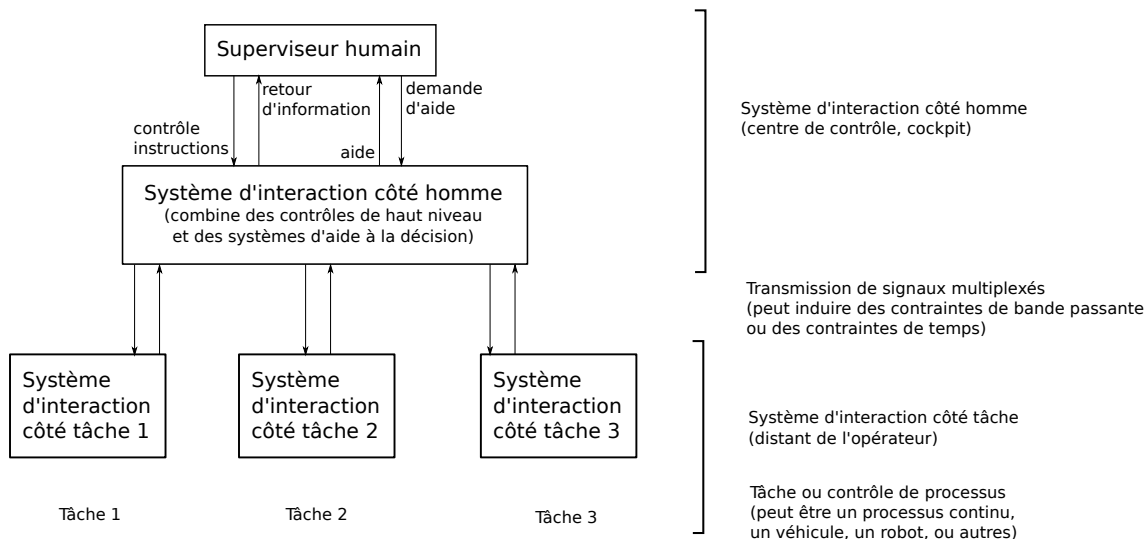 Superviseur humain
retour
d'information
demande
d'aide
contrôle
instructions
aide
Système d'interaction côté homme
(combine des contrôles de haut niveau
et des systèmes d'aide à la décision)
Système d'interaction côté homme
(centre de contrôle, cockpit)
Transmission de signaux multiplexés
(peut induire des contraintes de bande passante
ou des contraintes de temps)
Système
d'interaction
côté tâche 1
Système
d'interaction
côté tâche 2
Système
d'interaction
côté tâche 3
Système d'interaction côté tâche
(distant de l'opérateur)
Tâche 1
Tâche 2
Tâche 3
Tâche ou contrôle de processus
(peut être un processus continu,
un véhicule, un robot, ou autres)